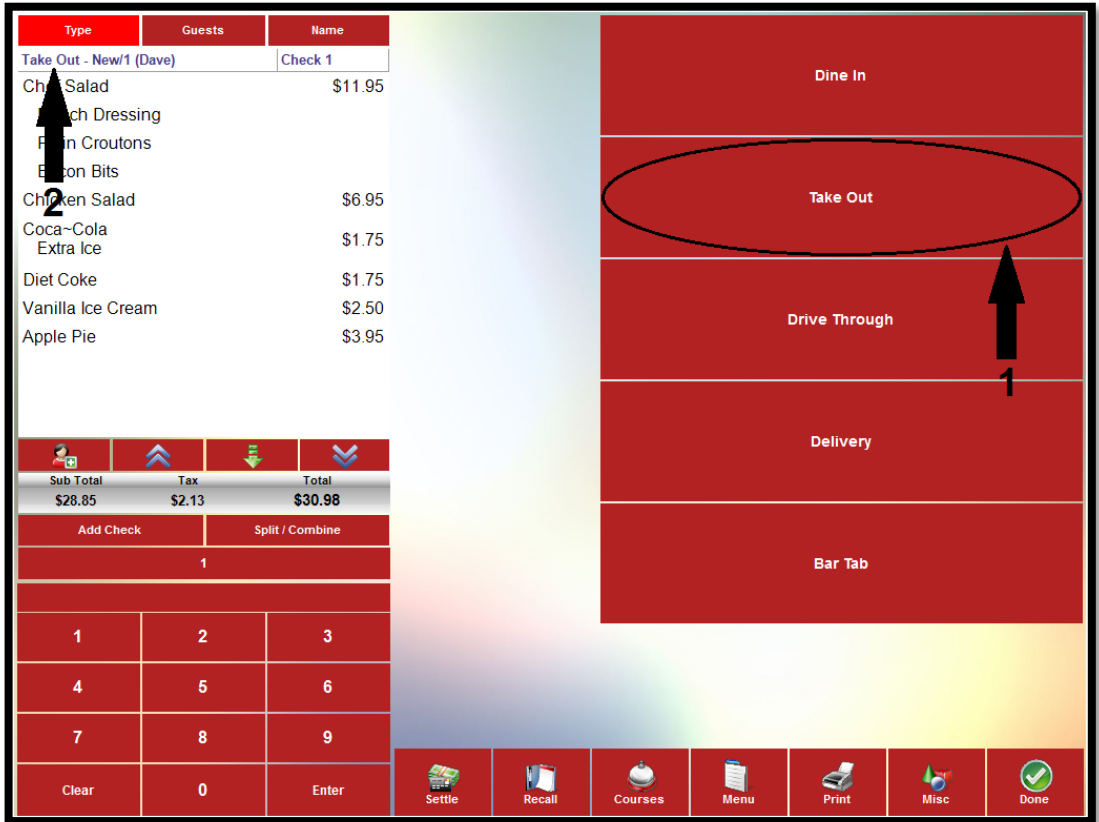 Type Guests Name
Take Out - New/1 (Dave) Check 1
Salad $11.95
Dressing
Croutons
Bits
Chicken Salad $6.95
2
Coca~Cola
Extra Ice $1.75
Diet Coke $1.75
Vanilla Ice Cream $2.50
Apple Pie $3.95
Sub Total Tax Total
$28.85 $2.13 $30.98
Add Check Split / Combine
1
1 2 3
4 5 6
7 8 9
Clear 0 Enter
Dine In
Take Out
Drive Through
1
Delivery
Bar Tab
Settle Recall Courses Menu Print Misc Done